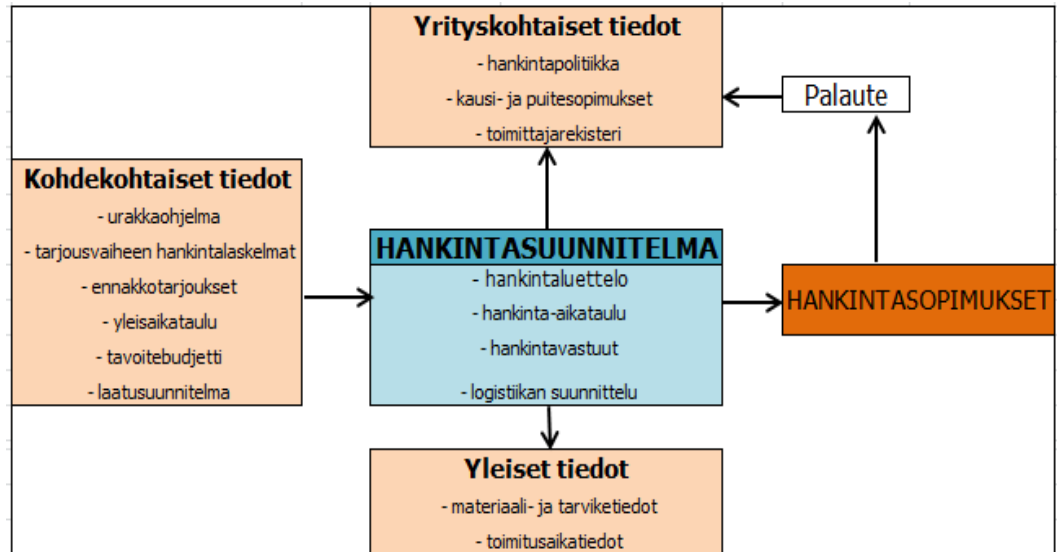 Yrityskohtaiset tiedot
- hankintapolitiikka
- kausi- ja puitesopimukset
- toimittajarekisteri
Palaute
Kohdekohtaiset tiedot
- urakkaohjelma
- tarjousvaiheen hankintalaskelmat
- ennakkotarjoukset
- yleisaikataulu
- tavoitebudjetti
- laatusuunnitelma
HANKINTASUUNNITELMA
- hankintaluettelo
- hankinta-aikataulu
- hankintavastuut
- logistiikan suunnittelu
HANKINTASOPIMUKSET
Yleiset tiedot
- materiaali- ja tarviketiedot
- toimitusaikatiedot